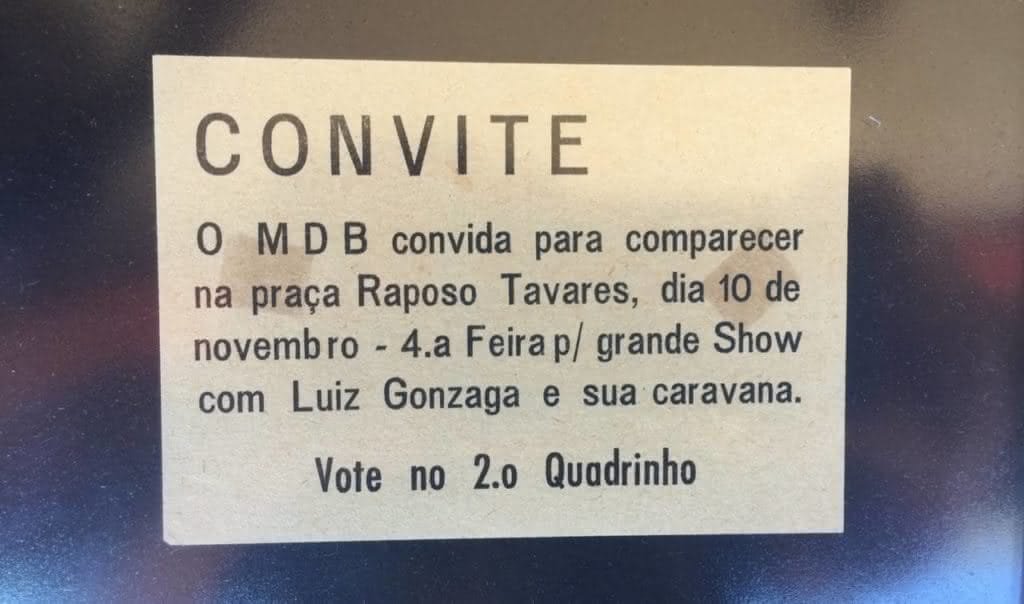 CONVITE
O MDB convida para comparecer
na praça Raposo Tavares, dia 10 de
novembro - 4.a Feira p/ grande Show
com Luiz Gonzaga e sua caravana.
Vote no 2.o Quadrinho